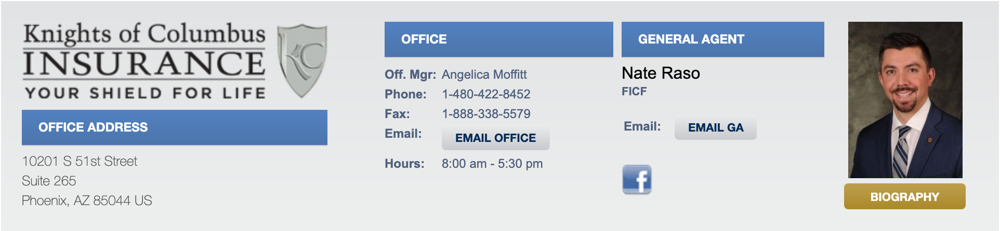 Knights of Columbus
INSURANCE
YOUR SHIELD FOR LIFE
K&C
OFFICE ADDRESS
10201 S 51st Street
Suite 265
Phoenix, AZ 85044 US
OFFICE
Off. Mgr: Angelica Moffitt
Phone: 1-480-422-8452
Fax: 1-888-338-5579
Email: EMAIL OFFICE
Hours: 8:00 am - 5:30 pm
GENERAL AGENT
Nate Raso
FICF
Email: EMAIL GA
f
BIOGRAPHY